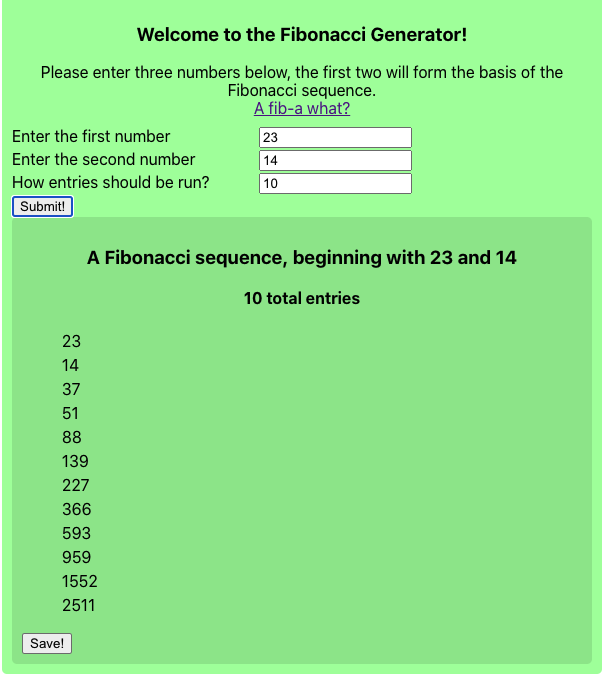 Welcome to the Fibonacci Generator!
Please enter three numbers below, the first two will form the basis of the
Fibonacci sequence.
A fib-a what?
Enter the first number 23
Enter the second number 14
How entries should be run? 10
Submit!
A Fibonacci sequence, beginning with 23 and 14
10 total entries
23
14
37
51
88
139
227
366
593
959
1552
2511
Save!